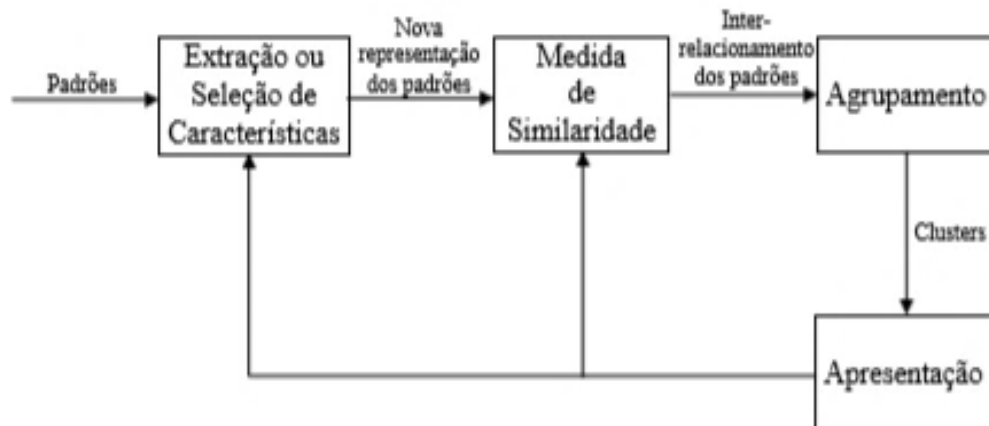 Padrões
Extração ou
Seleção de
Características
Nova
representação
dos padrões
Medida
de
Similaridade
Inter-
relacionamento
dos padrões
Agrupamento
Clusters
Apresentação